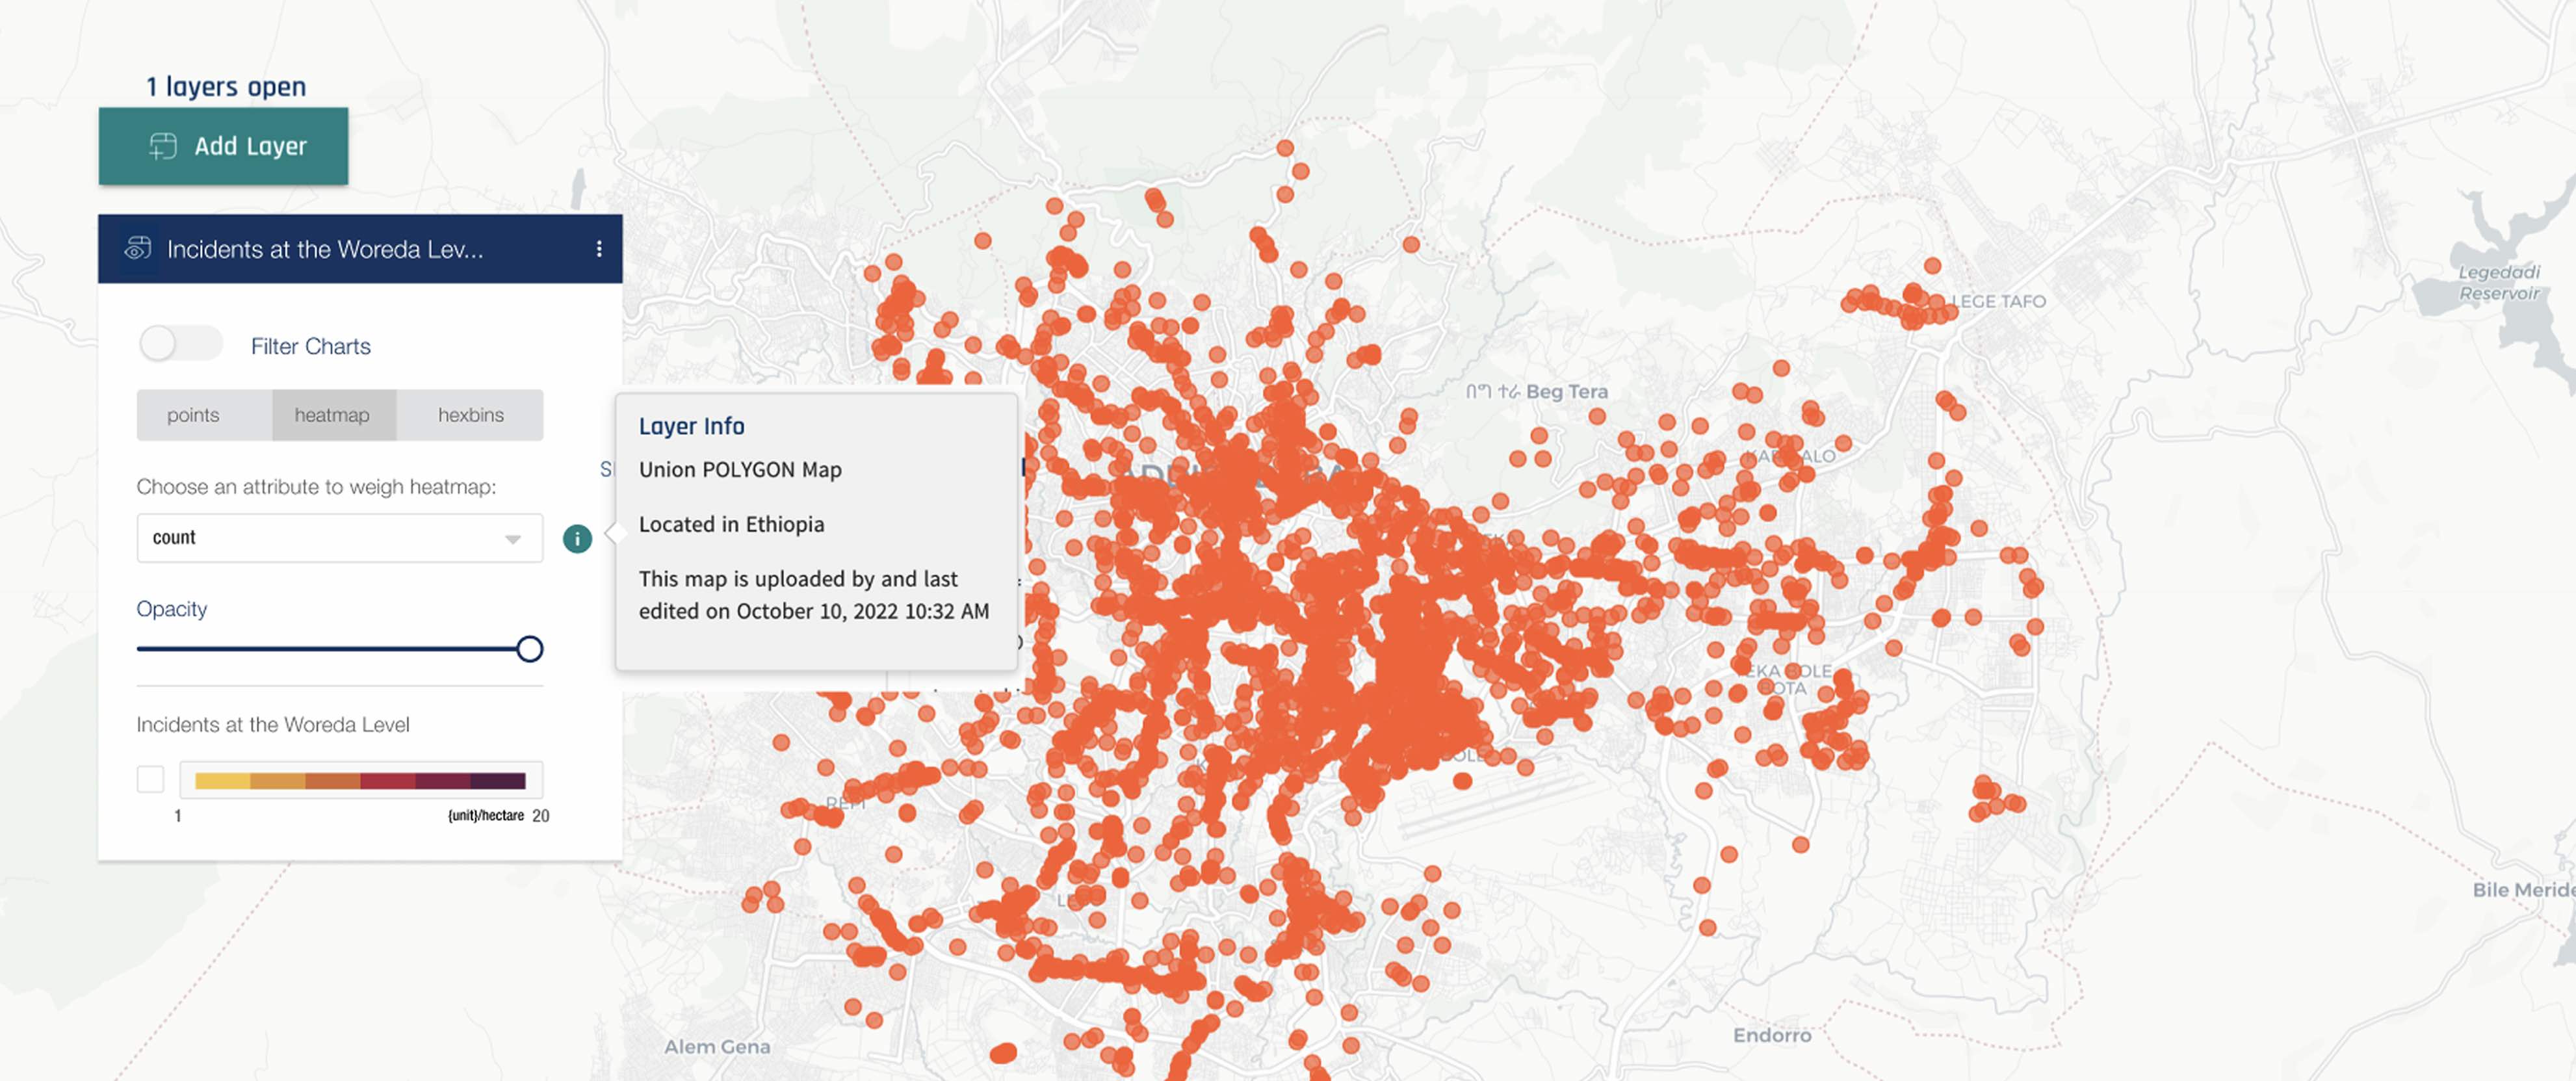 1 layers open
Add Layer
Incidents at the Woreda Lev...
Filter Charts
points
heatmap
hexbins
Choose an attribute to weigh heatmap:
count
i
Opacity
Incidents at the Woreda Level
1
{unit}/hectare
20
Layer Info
Union POLYGON Map
Located in Ethiopia
This map is uploaded by and last
edited on October 10, 2022 10:32 AM
LEGE TAFO
Legedadi
Reservoir
በግ ተራ Beg Tera
Bile Meride
Endorro
Alem Gena